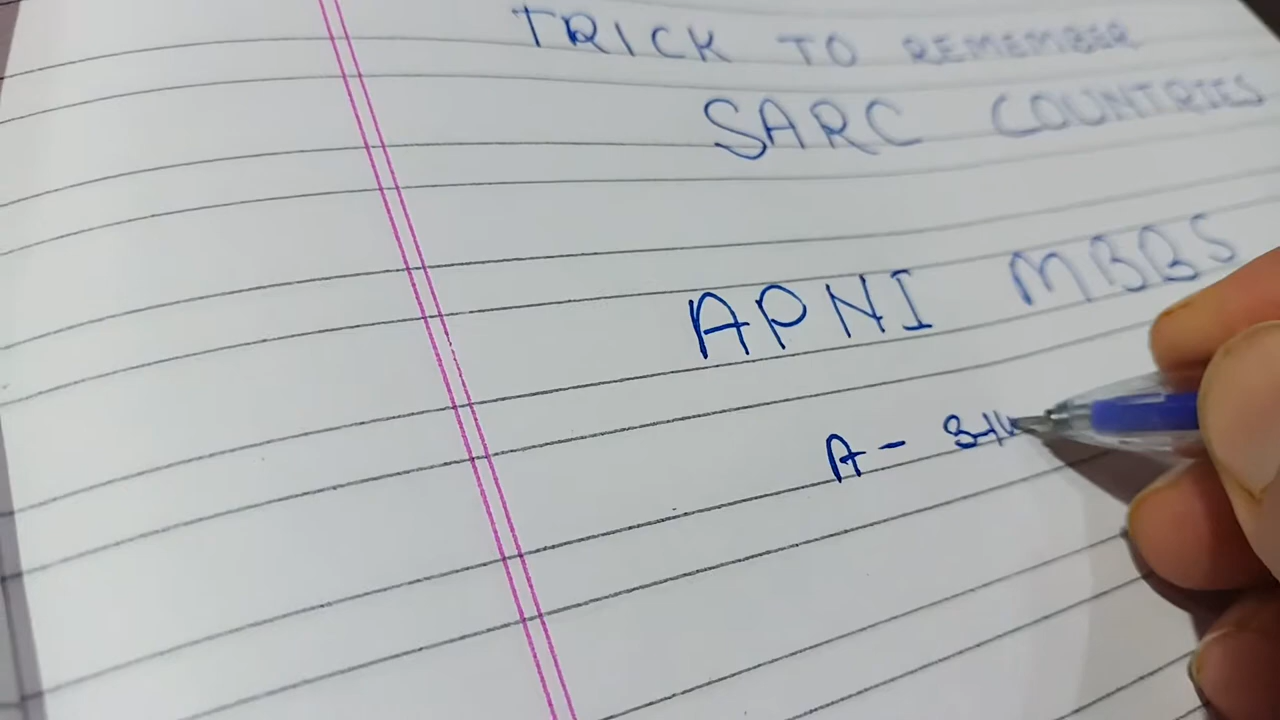 TRICK TO REMEMBER
SARC COUNTRIES
APNI MBBS
A -